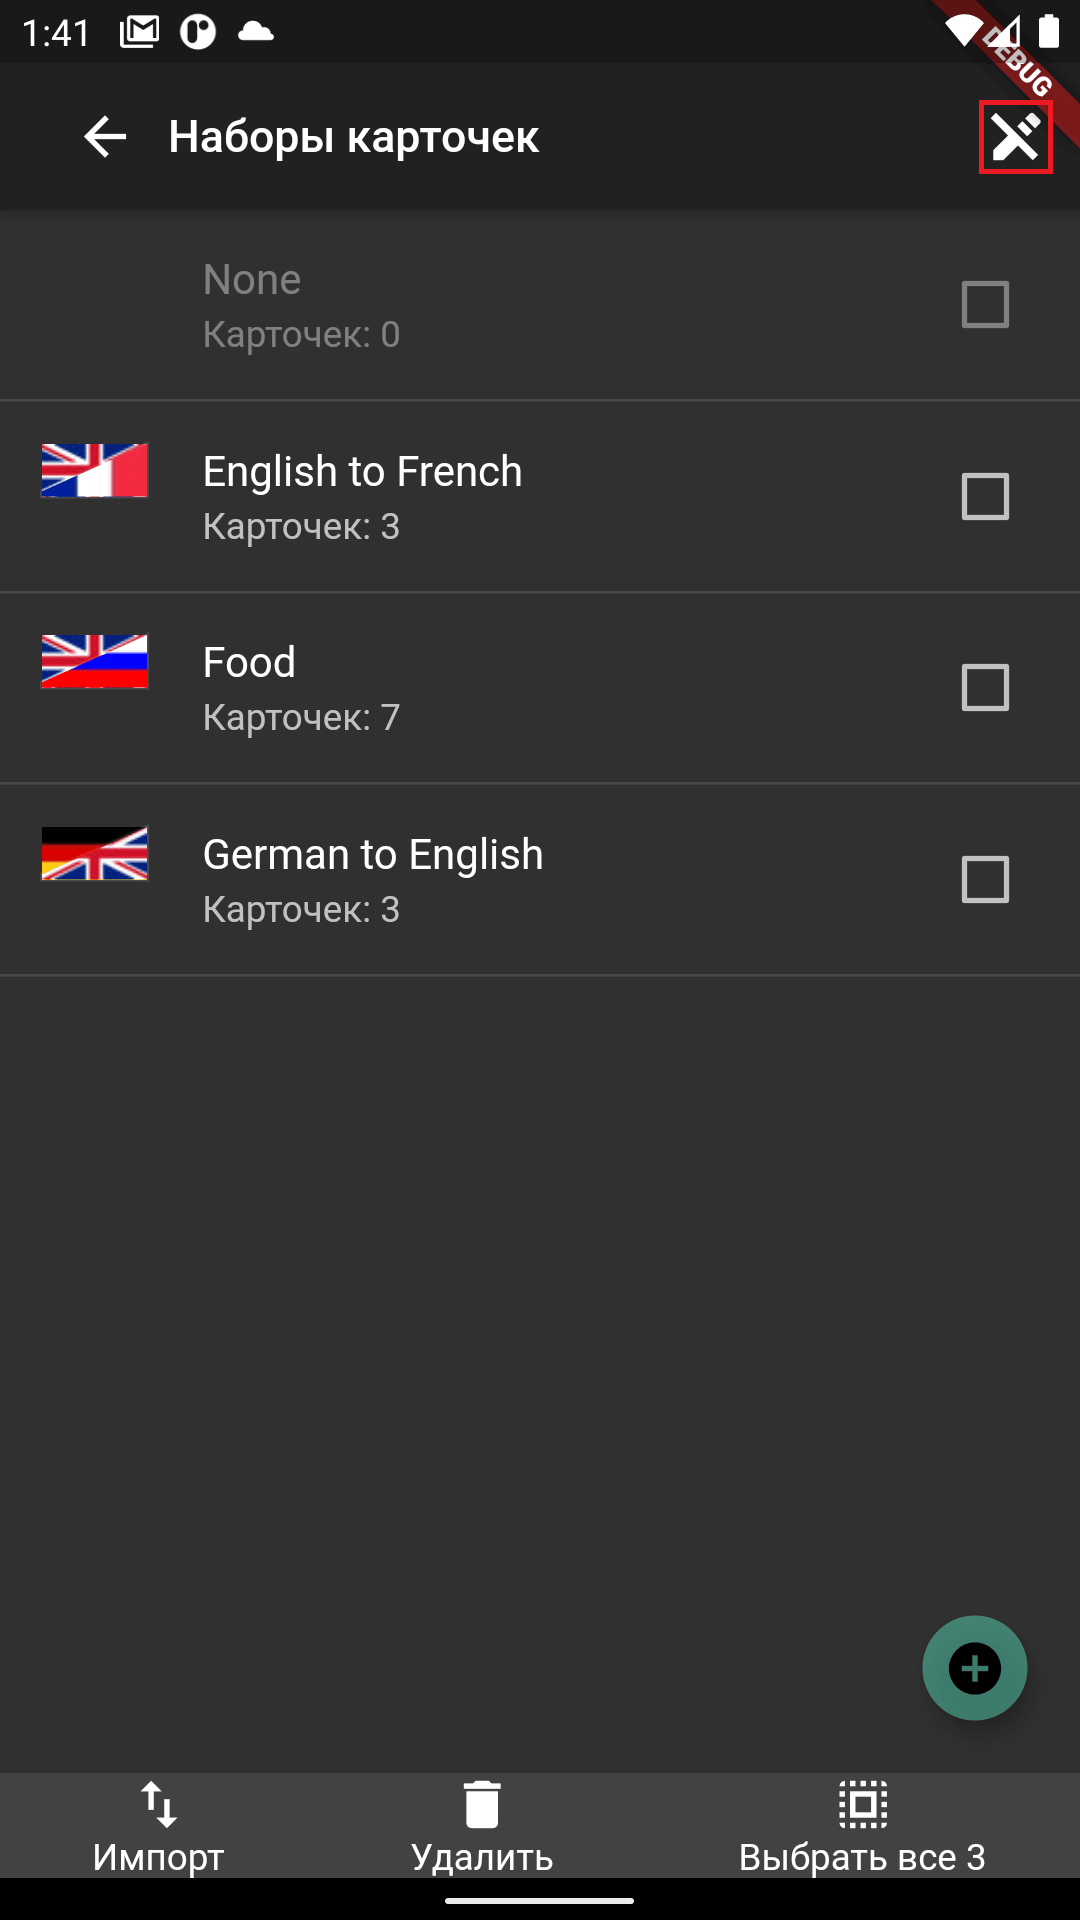 1:41
DEBUG
Наборы карточек
None
Карточек: 0
English to French
Карточек: 3
Food
Карточек: 7
German to English
Карточек: 3
Импорт
Удалить
Выбрать все 3